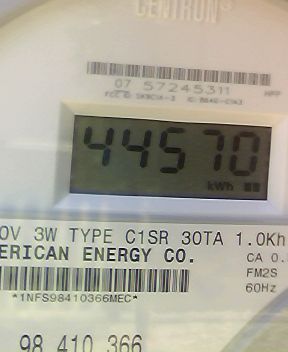 CENTRON®
07 57245311
44570
kWh
0V 3W TYPE C1SR 30TA 1.0Kh
ERICAN ENERGY CO. CA 0.
FM2S
*1NFS98410366MEC* 60Hz
98 410 366